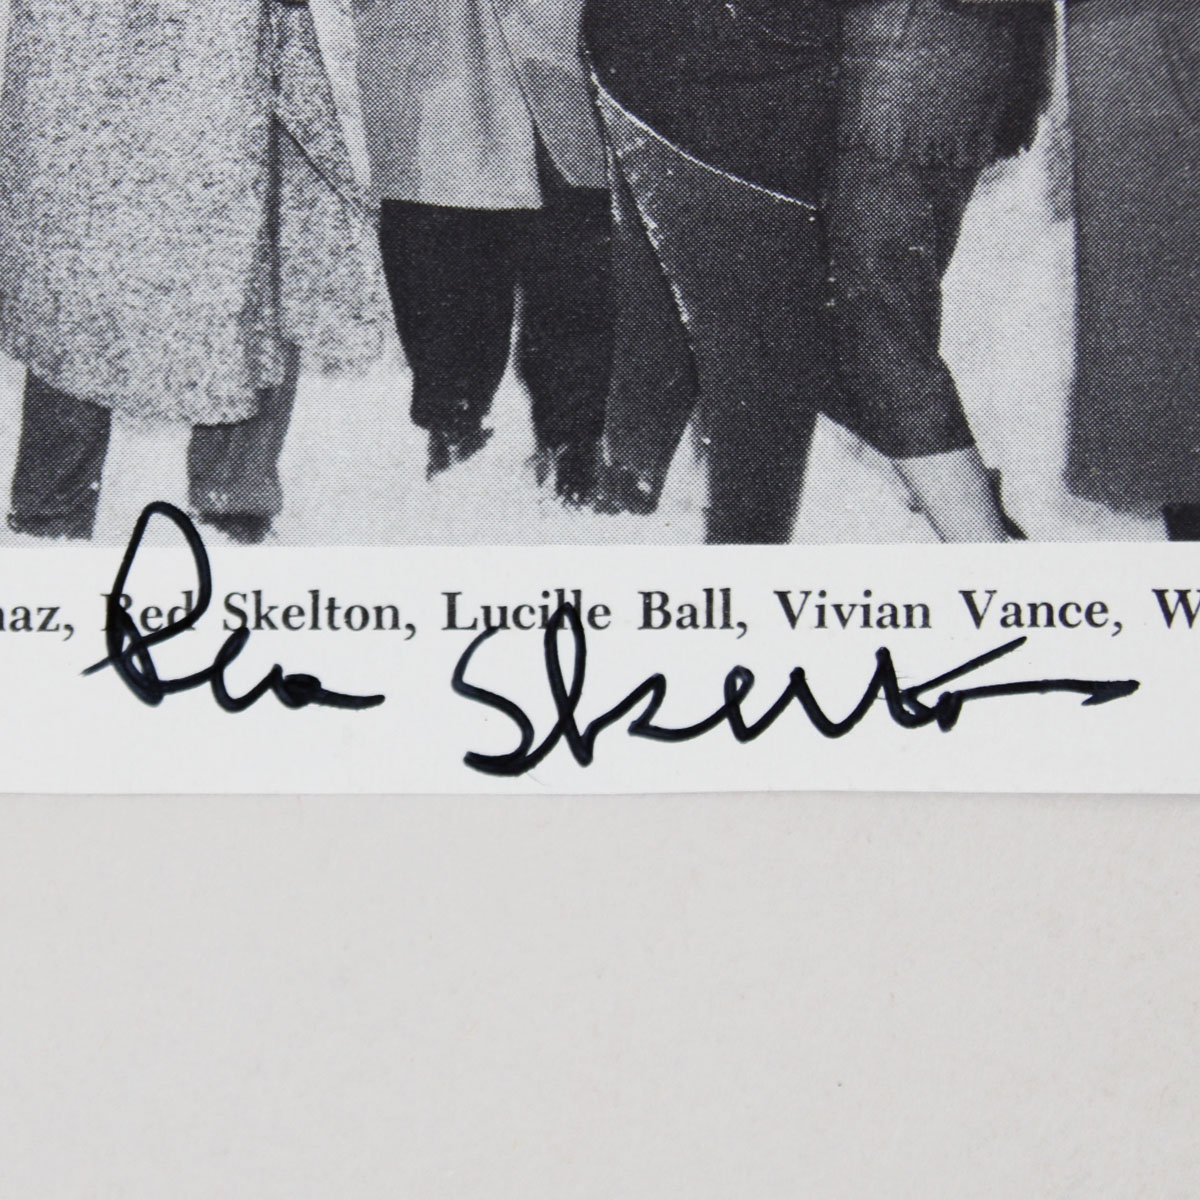 naz, Red Skelton, Lucille Ball, Vivian Vance, W
Red Skelton